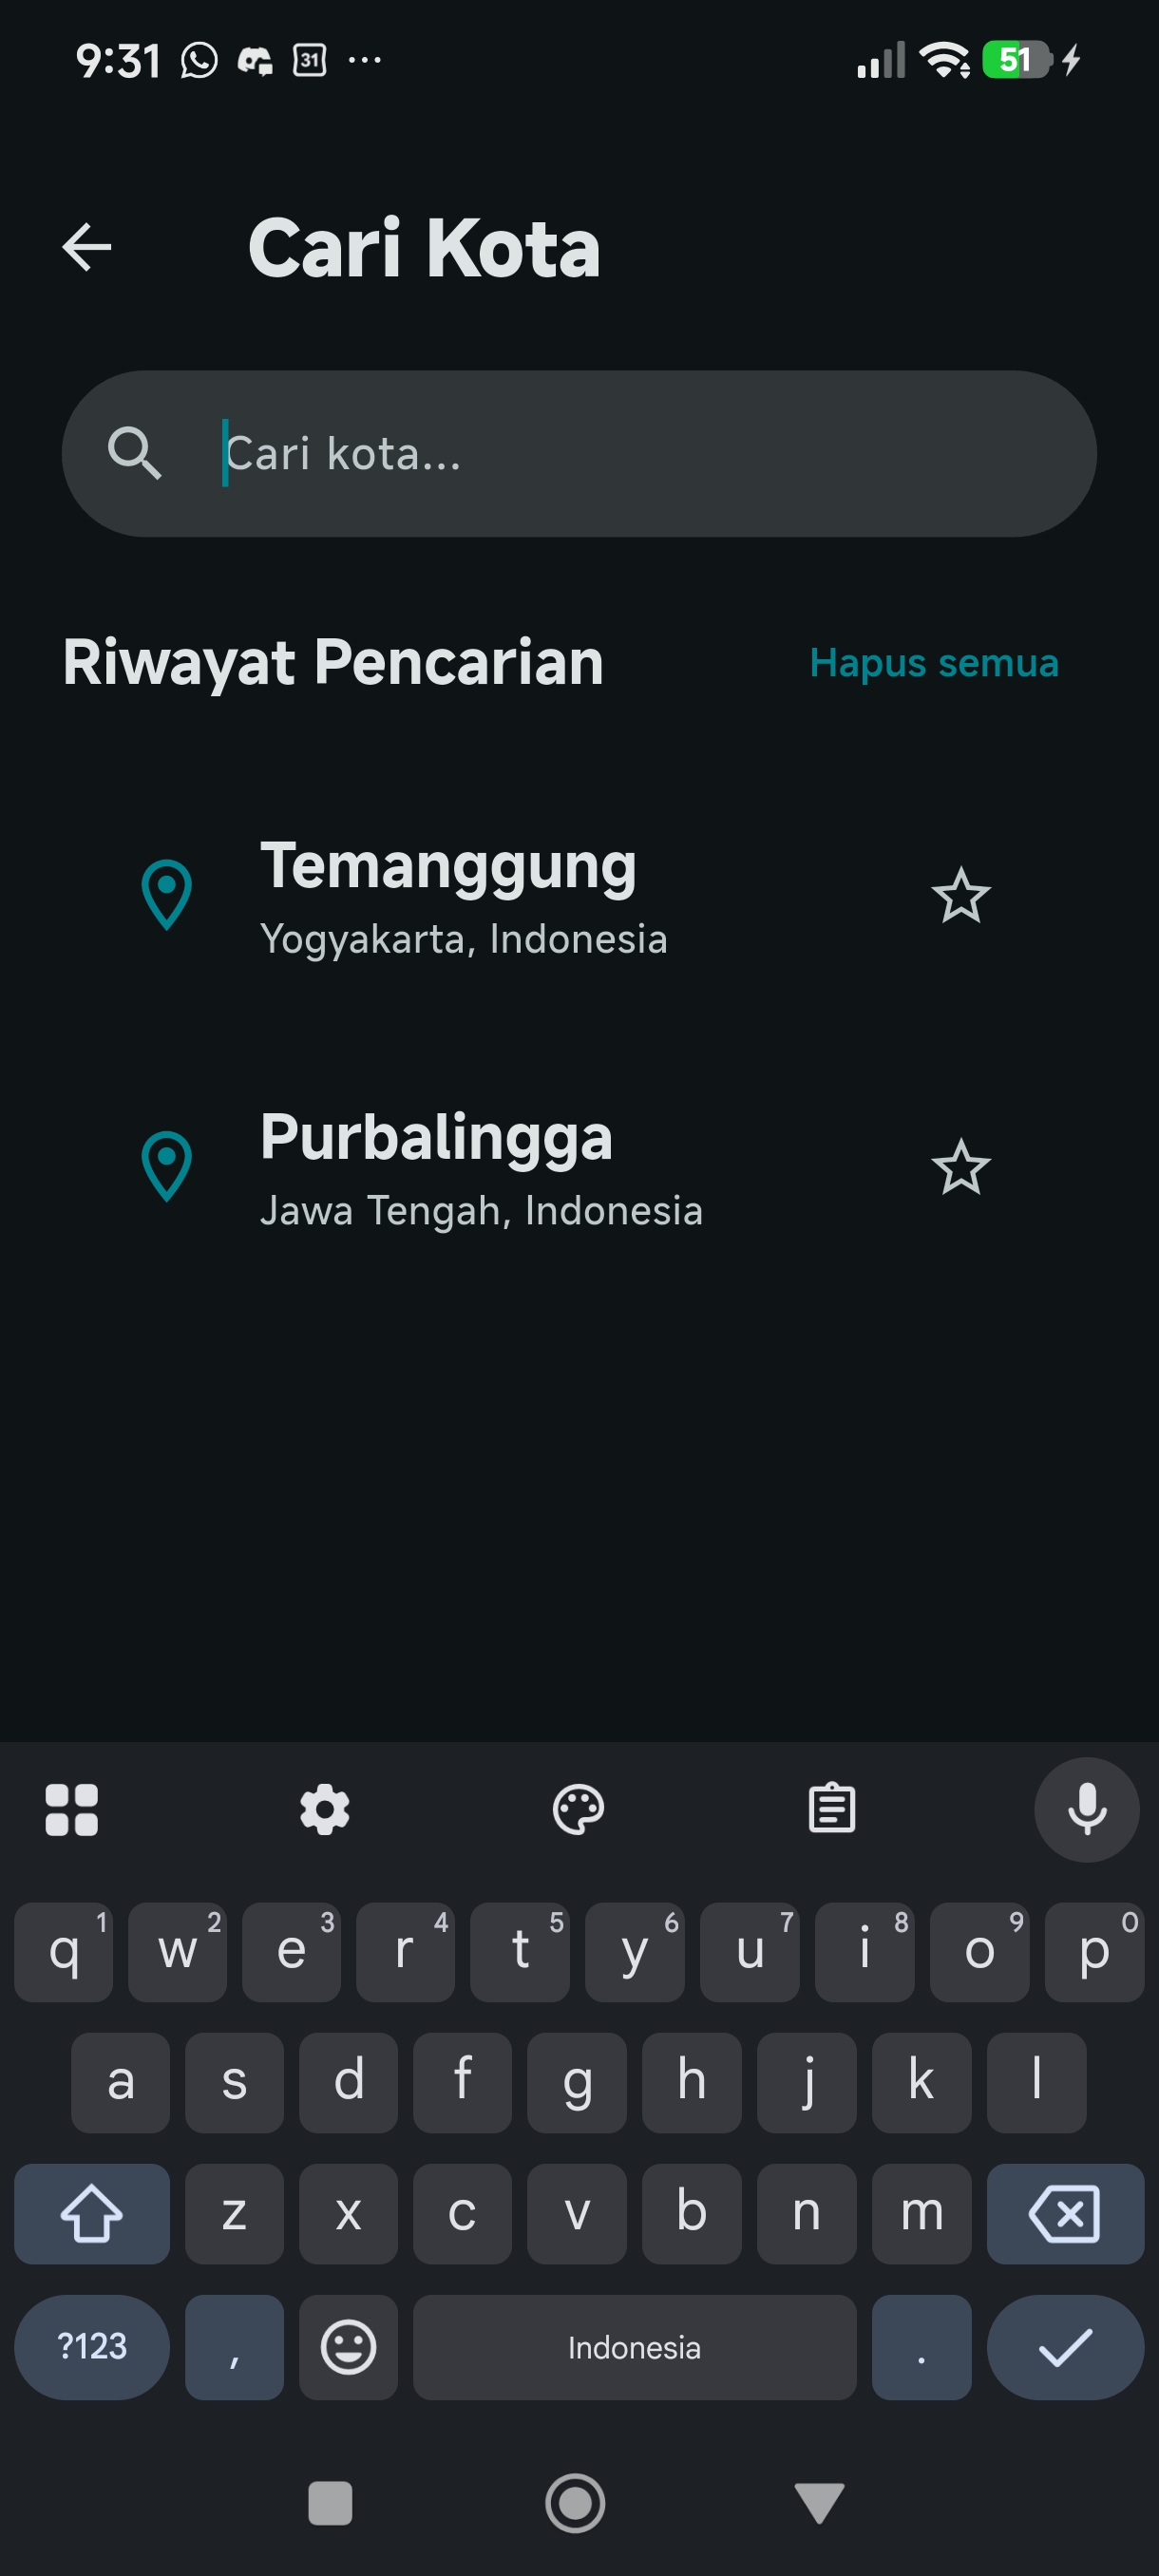 9:31 31 ... 51
Cari Kota
Cari kota...
Riwayat Pencarian Hapus semua
Temanggung
Yogyakarta, Indonesia
Purbalingga
Jawa Tengah, Indonesia
q 1 w 2 e 3 r 4 t 5 y 6 u 7 i 8 o 9 p 0
a s d f g h j k l
z x c v b n m
?123 , Indonesia .